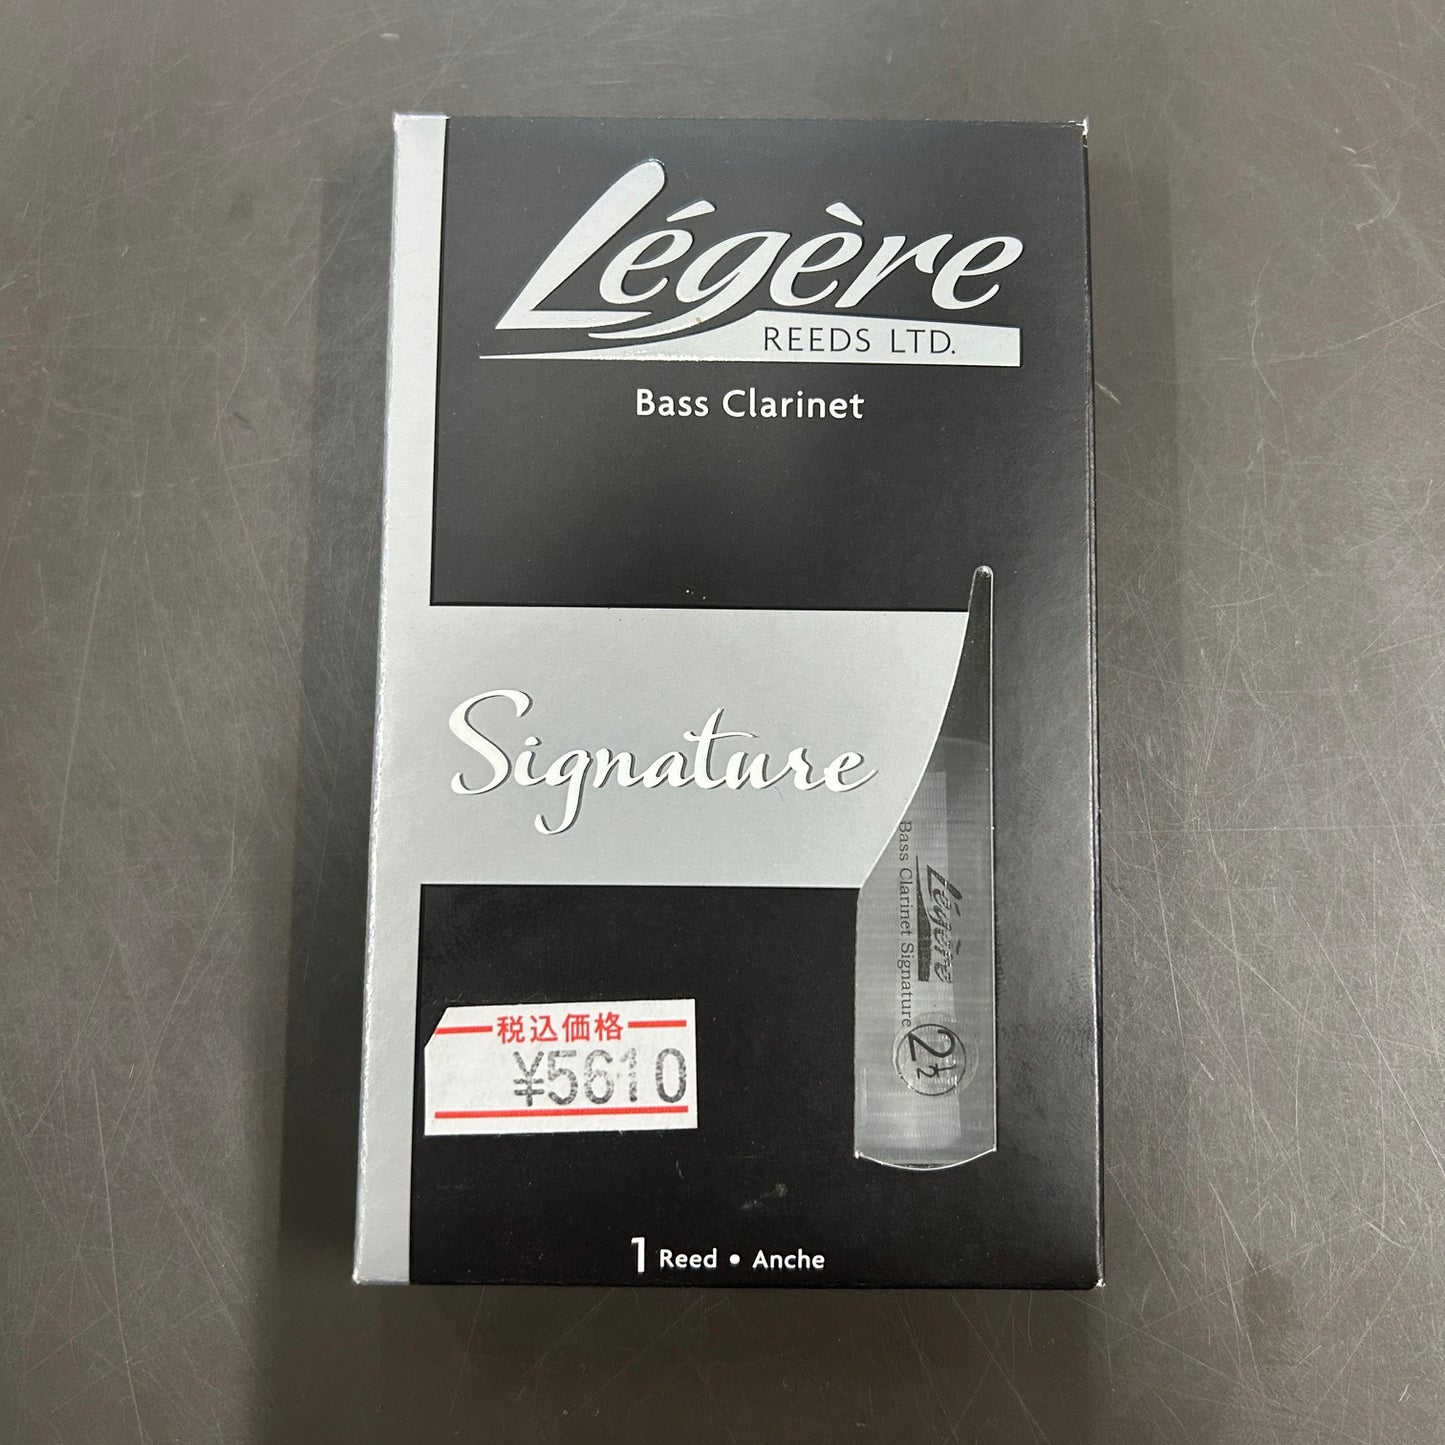 Légère
REEDS LTD.
Bass Clarinet
Signature
Légère
Bass Clarinet Signature
2½
税込価格
¥5610
1 Reed • Anche